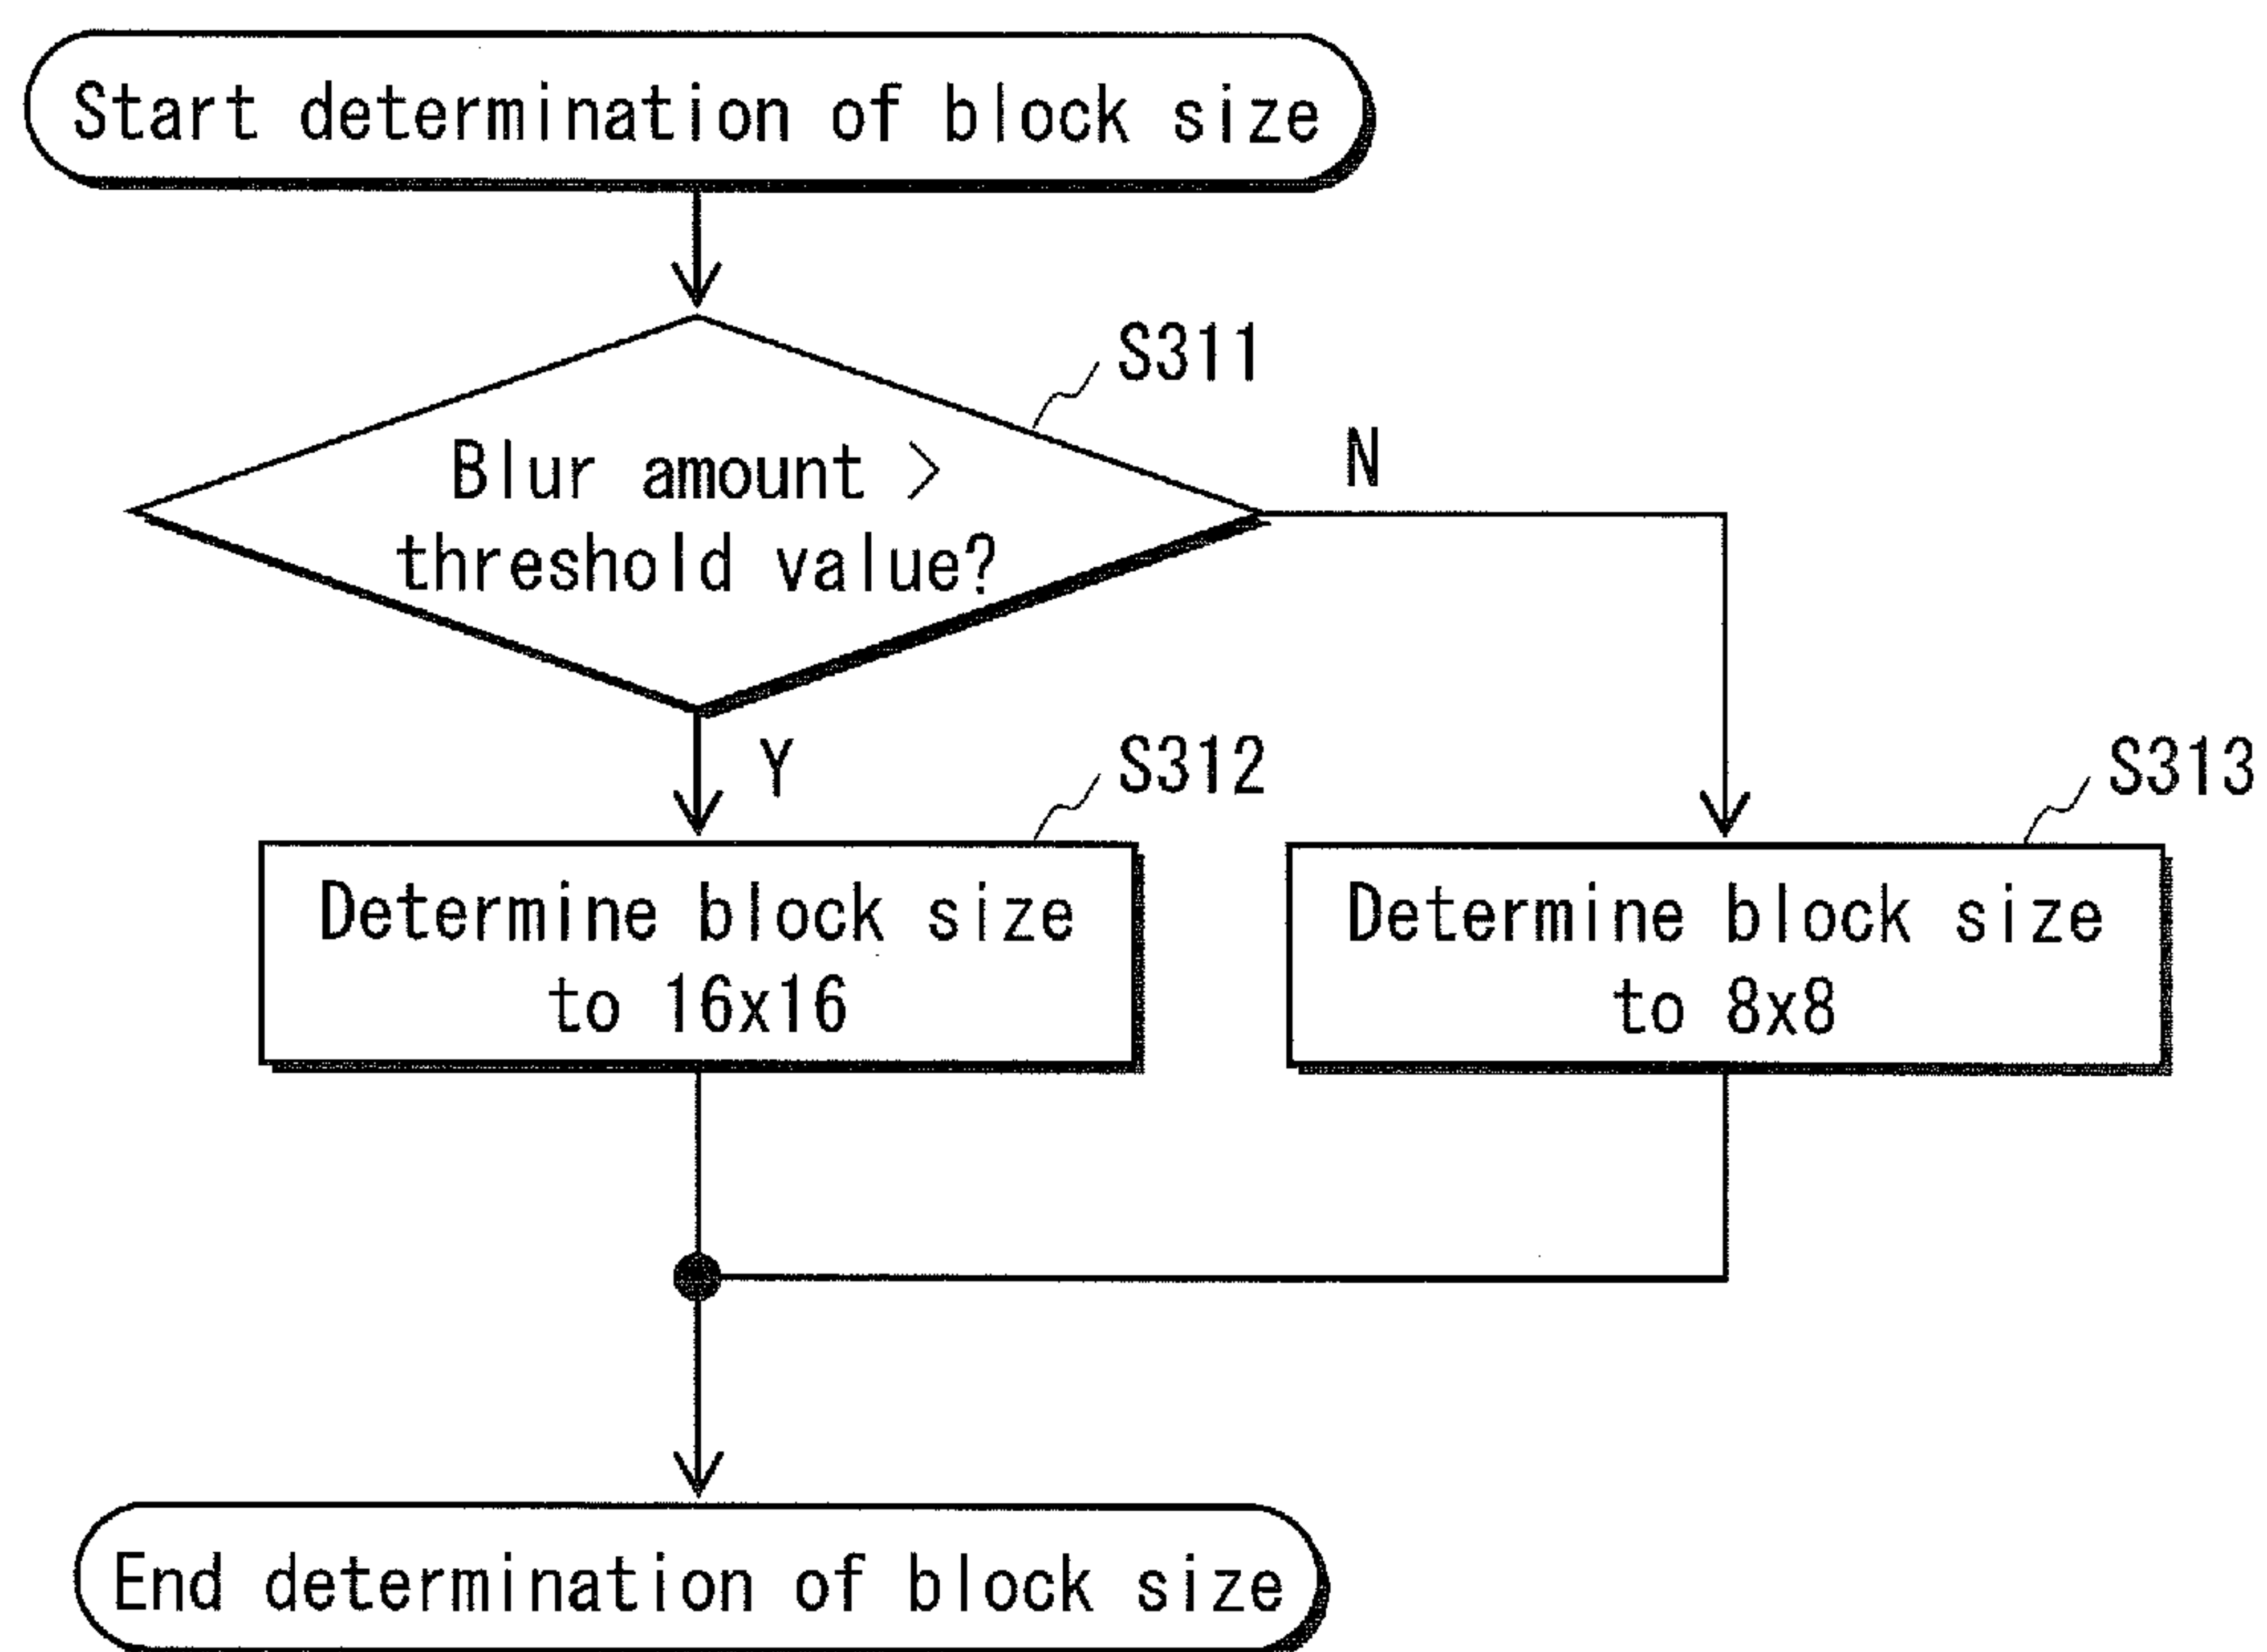 Start determination of block size
S311
Blur amount >
threshold value?
N
Y
S312
S313
Determine block size
to 16x16
Determine block size
to 8x8
End determination of block size